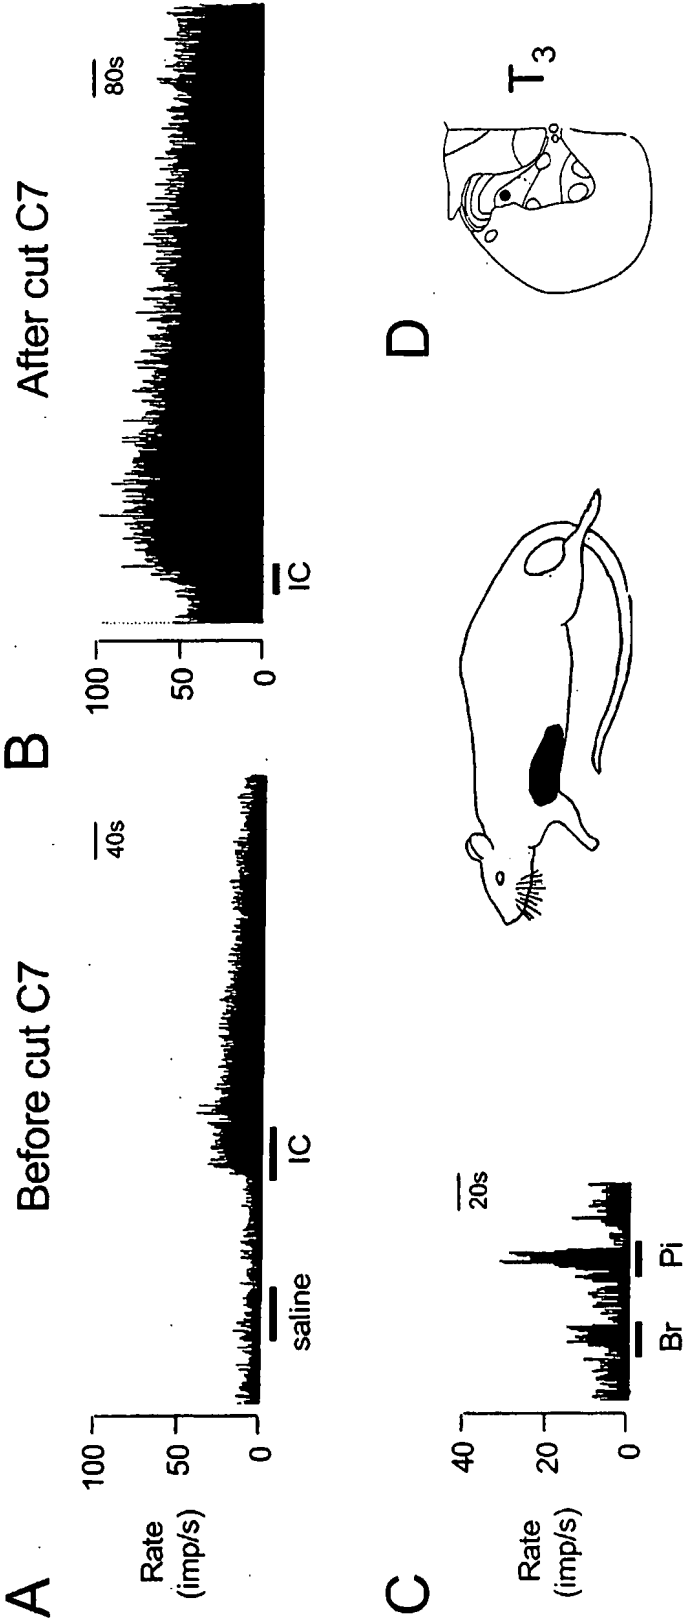 A
Before cut C7
Rate
(imp/s)
100
50
0
40s
saline
IC
B
After cut C7
100
50
0
80s
IC
C
Rate
(imp/s)
40
20
0
20s
Br
Pi
D
T3